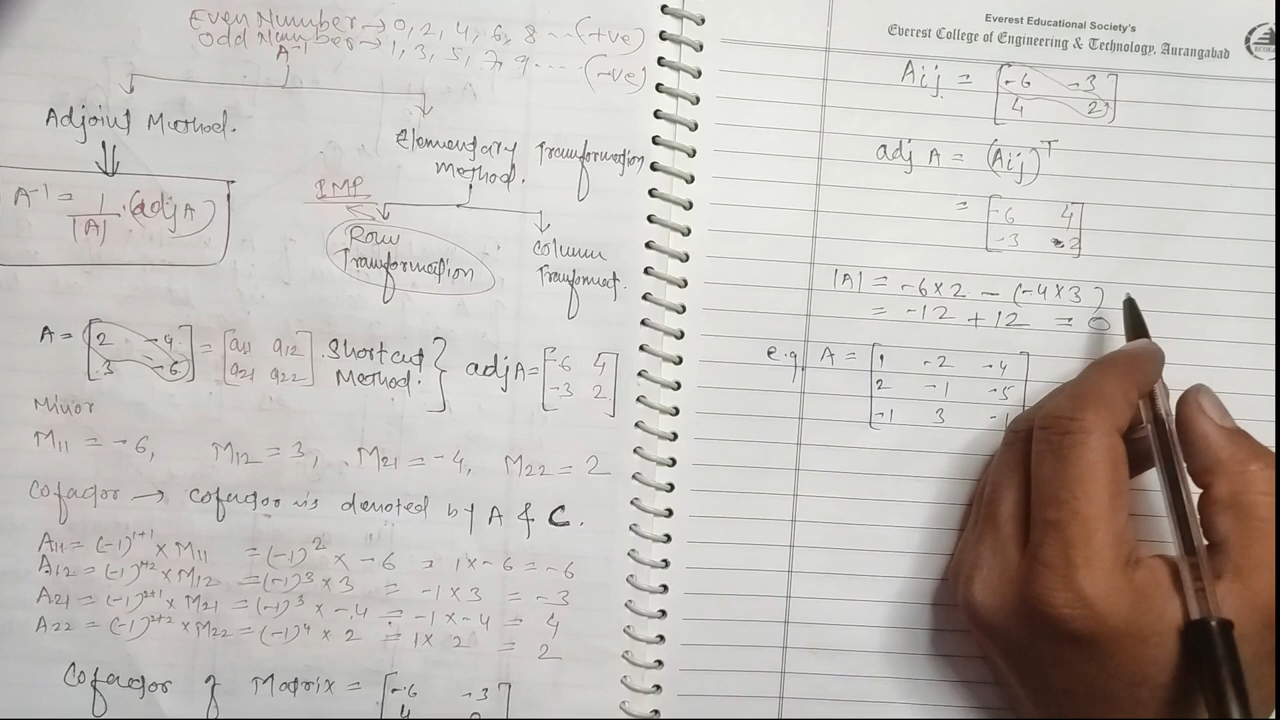 Even Number → 0, 2, 4, 6, 8 ... (+ve)
Odd Number → 1, 3, 5, 7, 9 .... (-ve)
A⁻¹
Adjoint Method.
A⁻¹ = 1/|A| . (adj A)
Elementary Transformation
Method.
IMP
Row
Transformation
Column
Transformat.
A = [2 -4
3 -6] = [a11 a12
a21 a22] . Shortcut
Method. } adj A = [-6 4
-3 2]
Minor
M11 = -6, M12 = 3, M21 = -4, M22 = 2
Cofactor → cofactor is denoted by A & C.
A11 = (-1)¹⁺¹ × M11 = (-1)² × -6 = 1 × -6 = -6
A12 = (-1)¹⁺² × M12 = (-1)³ × 3 = -1 × 3 = -3
A21 = (-1)²⁺¹ × M21 = (-1)³ × -4 = -1 × -4 = 4
A22 = (-1)²⁺² × M22 = (-1)⁴ × 2 = 1 × 2 = 2
Cofactor of Matrix = [-6 -3
Everest Educational Society's
Everest College of Engineering & Technology, Aurangabad
Aij = [-6 -3
4 2]
adj A = (Aij)ᵀ
= [-6 4
-3 2]
|A| = -6 × 2 - (-4 × 3)
= -12 + 12 = 0
e.g. A = [1 -2 -4
2 -1 -5
-1 3 -1